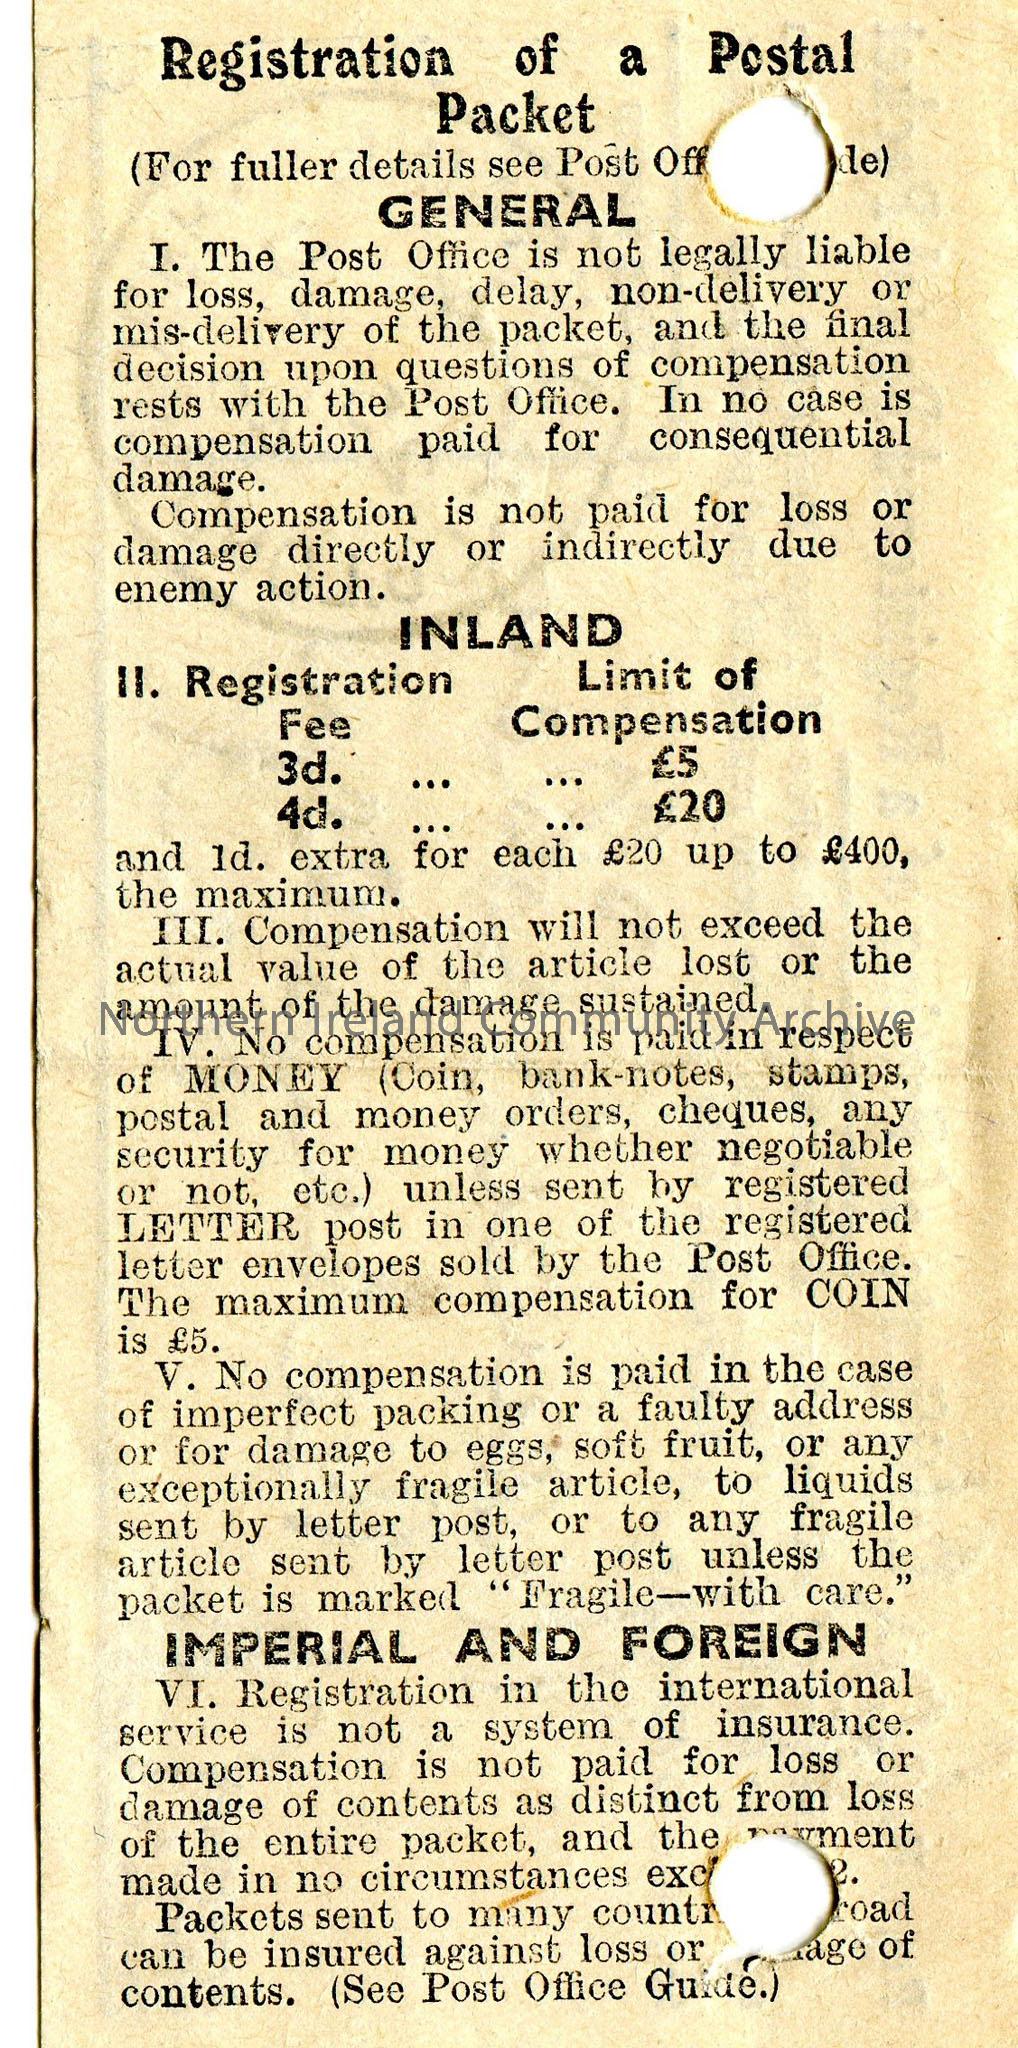 Registration of a Postal
Packet
(For fuller details see Post Off de)
GENERAL
I. The Post Office is not legally liable
for loss, damage, delay, non-delivery or
mis-delivery of the packet, and the final
decision upon questions of compensation
rests with the Post Office. In no case is
compensation paid for consequential
damage.
Compensation is not paid for loss or
damage directly or indirectly due to
enemy action.
INLAND
II. Registration Limit of
Fee Compensation
3d. ... ... £5
4d. ... ... £20
and 1d. extra for each £20 up to £400,
the maximum.
III. Compensation will not exceed the
actual value of the article lost or the
amount of the damage sustained.
Northern Ireland Community Archive
IV. No compensation is paid in respect
of MONEY (Coin, bank-notes, stamps,
postal and money orders, cheques, any
security for money whether negotiable
or not, etc.) unless sent by registered
LETTER post in one of the registered
letter envelopes sold by the Post Office.
The maximum compensation for COIN
is £5.
V. No compensation is paid in the case
of imperfect packing or a faulty address
or for damage to eggs, soft fruit, or any
exceptionally fragile article, to liquids
sent by letter post, or to any fragile
article sent by letter post unless the
packet is marked "Fragile—with care."
IMPERIAL AND FOREIGN
VI. Registration in the international
service is not a system of insurance.
Compensation is not paid for loss or
damage of contents as distinct from loss
of the entire packet, and the payment
made in no circumstances exc 2.
Packets sent to many countr road
can be insured against loss or age of
contents. (See Post Office Guide.)